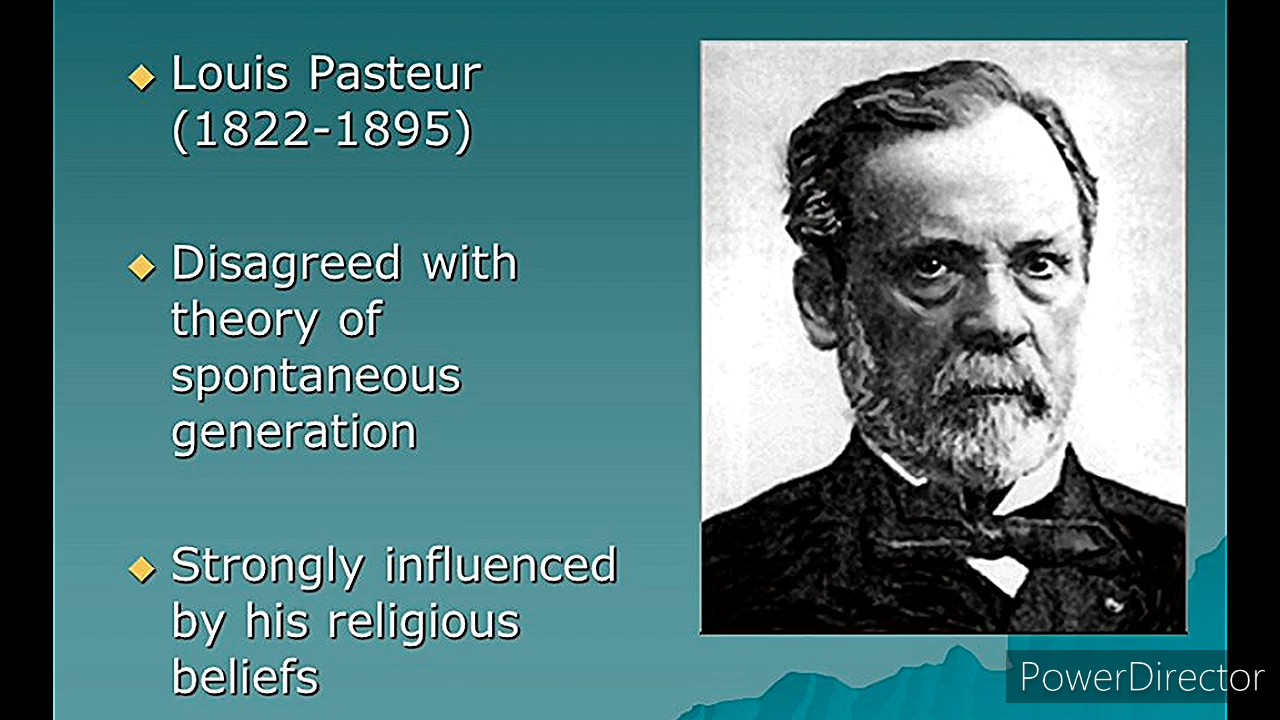 Louis Pasteur
(1822-1895)
Disagreed with
theory of
spontaneous
generation
Strongly influenced
by his religious
beliefs
PowerDirector